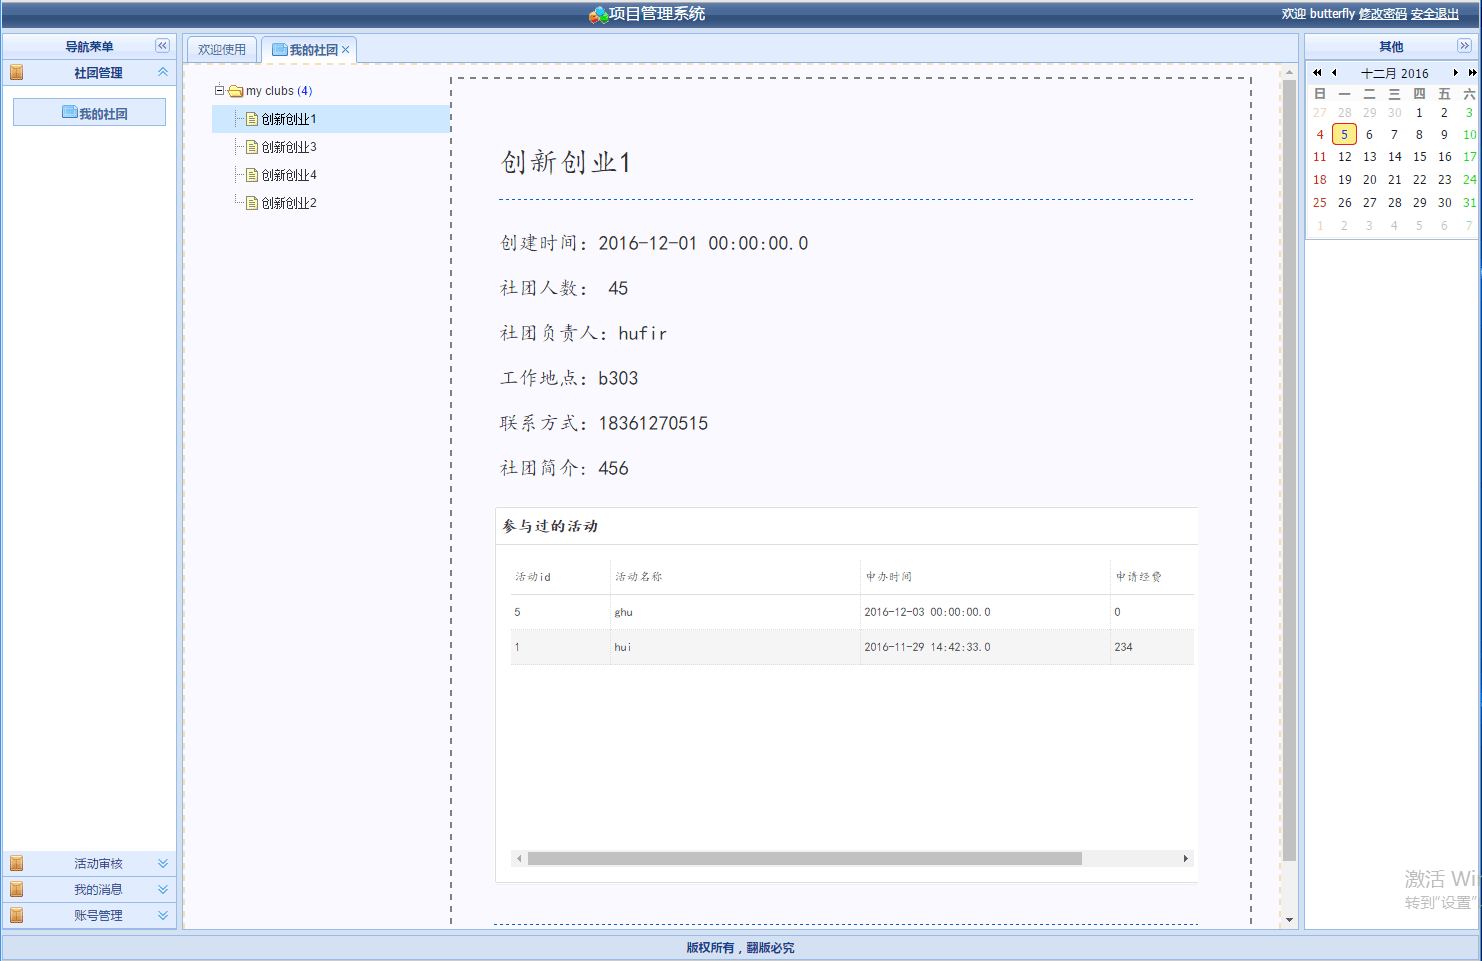 项目管理系统
欢迎 butterfly 修改密码 安全退出
导航菜单
社团管理
我的社团
活动审核
我的消息
账号管理
欢迎使用
我的社团
my clubs (4)
创新创业1
创新创业3
创新创业4
创新创业2
创新创业1
创建时间: 2016-12-01 00:00:00.0
社团人数: 45
社团负责人: hufir
工作地点: b303
联系方式: 18361270515
社团简介: 456
参与过的活动
活动id 活动名称 申办时间 申请经费
5 ghu 2016-12-03 00:00:00.0 0
1 hui 2016-11-29 14:42:33.0 234
其他
十二月 2016
日 一 二 三 四 五 六
27 28 29 30 1 2 3
4 5 6 7 8 9 10
11 12 13 14 15 16 17
18 19 20 21 22 23 24
25 26 27 28 29 30 31
1 2 3 4 5 6 7
激活 Wi
转到"设置"
版权所有，翻版必究